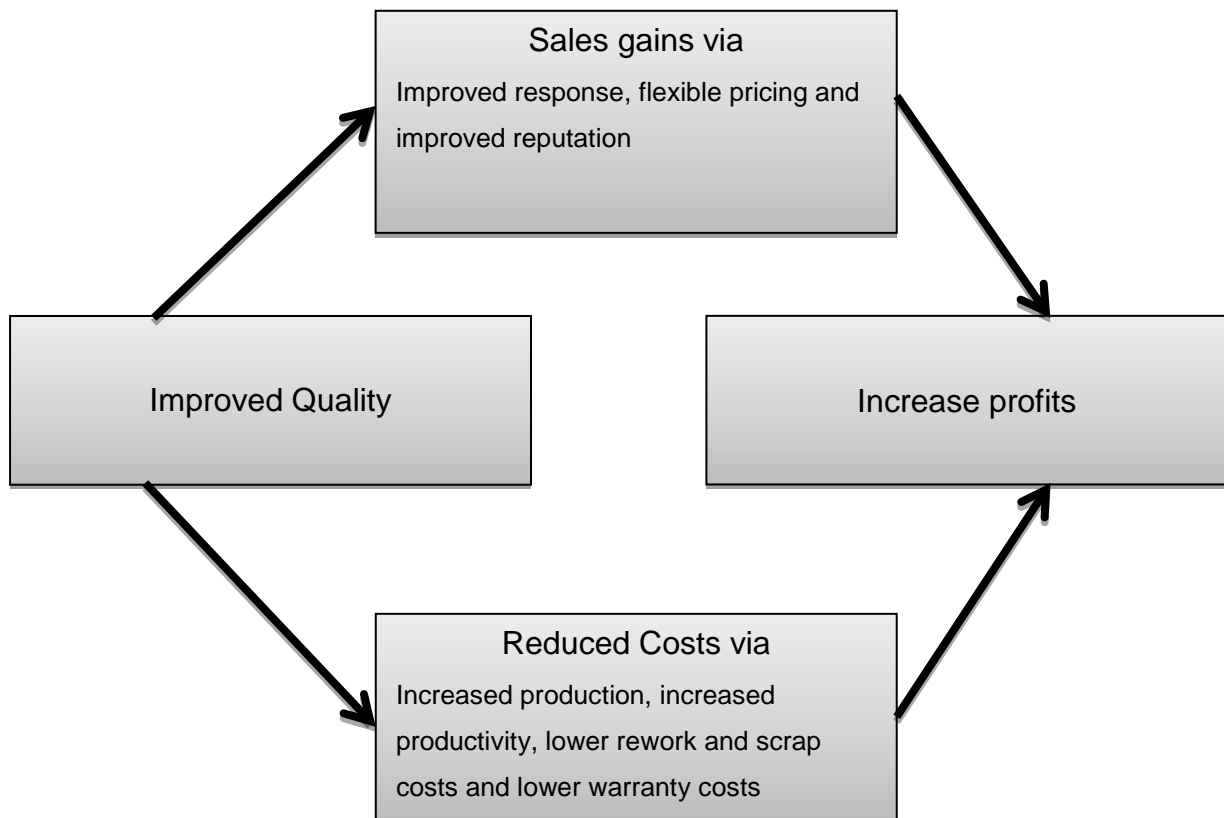 Sales gains via
Improved response, flexible pricing and
improved reputation
Improved Quality
Increase profits
Reduced Costs via
Increased production, increased
productivity, lower rework and scrap
costs and lower warranty costs